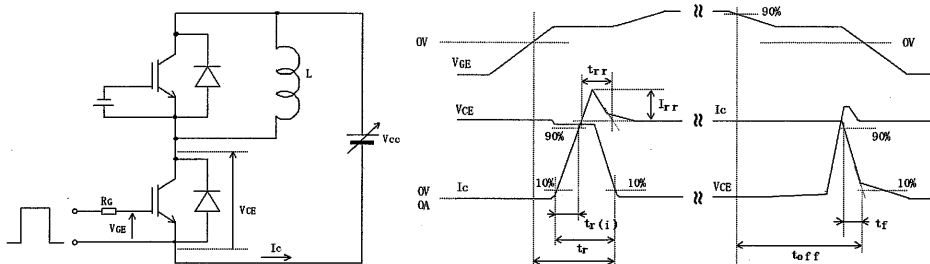 L
Vcc
RG
VGE
VCE
Ic
0V
VGE
trr
Irr
VCE
90%
Ic
10%
10%
0V
0A
tr(i)
tr
90%
0V
Ic
90%
VCE
10%
tf
toff